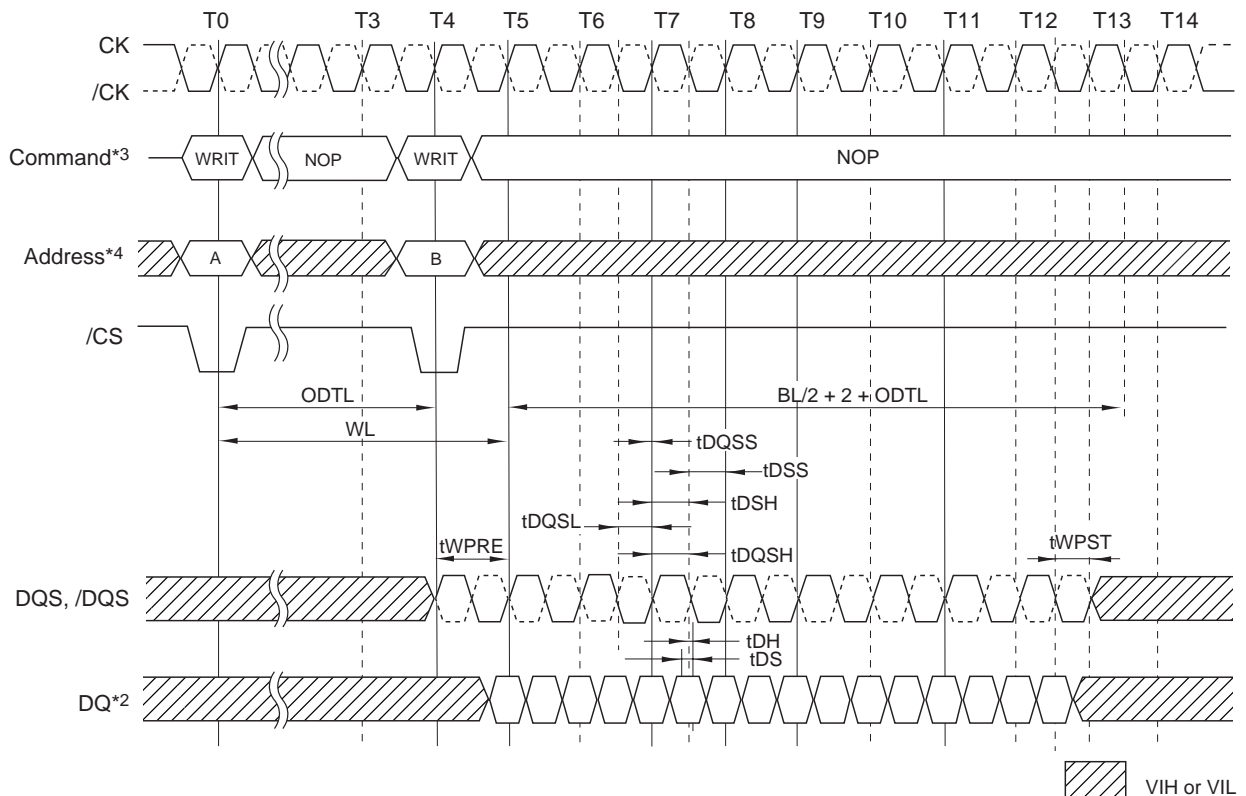 T0 T3 T4 T5 T6 T7 T8 T9 T10 T11 T12 T13 T14
CK
/CK
Command*3 WRIT NOP WRIT NOP
Address*4 A B
/CS
ODTL BL/2 + 2 + ODTL
WL
tDQSS
tDSS
tDSH
tDQSL
tWPRE tDQSH tWPST
DQS, /DQS
tDH
tDS
DQ*2
VIH or VIL